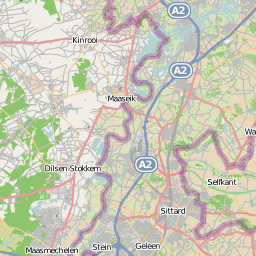 A2
Kinrooi
A2
Maaseik
Wa
A2
Dilsen-Stokkem
Selfkant
Sittard
Maasmechelen
Stein
Geleen